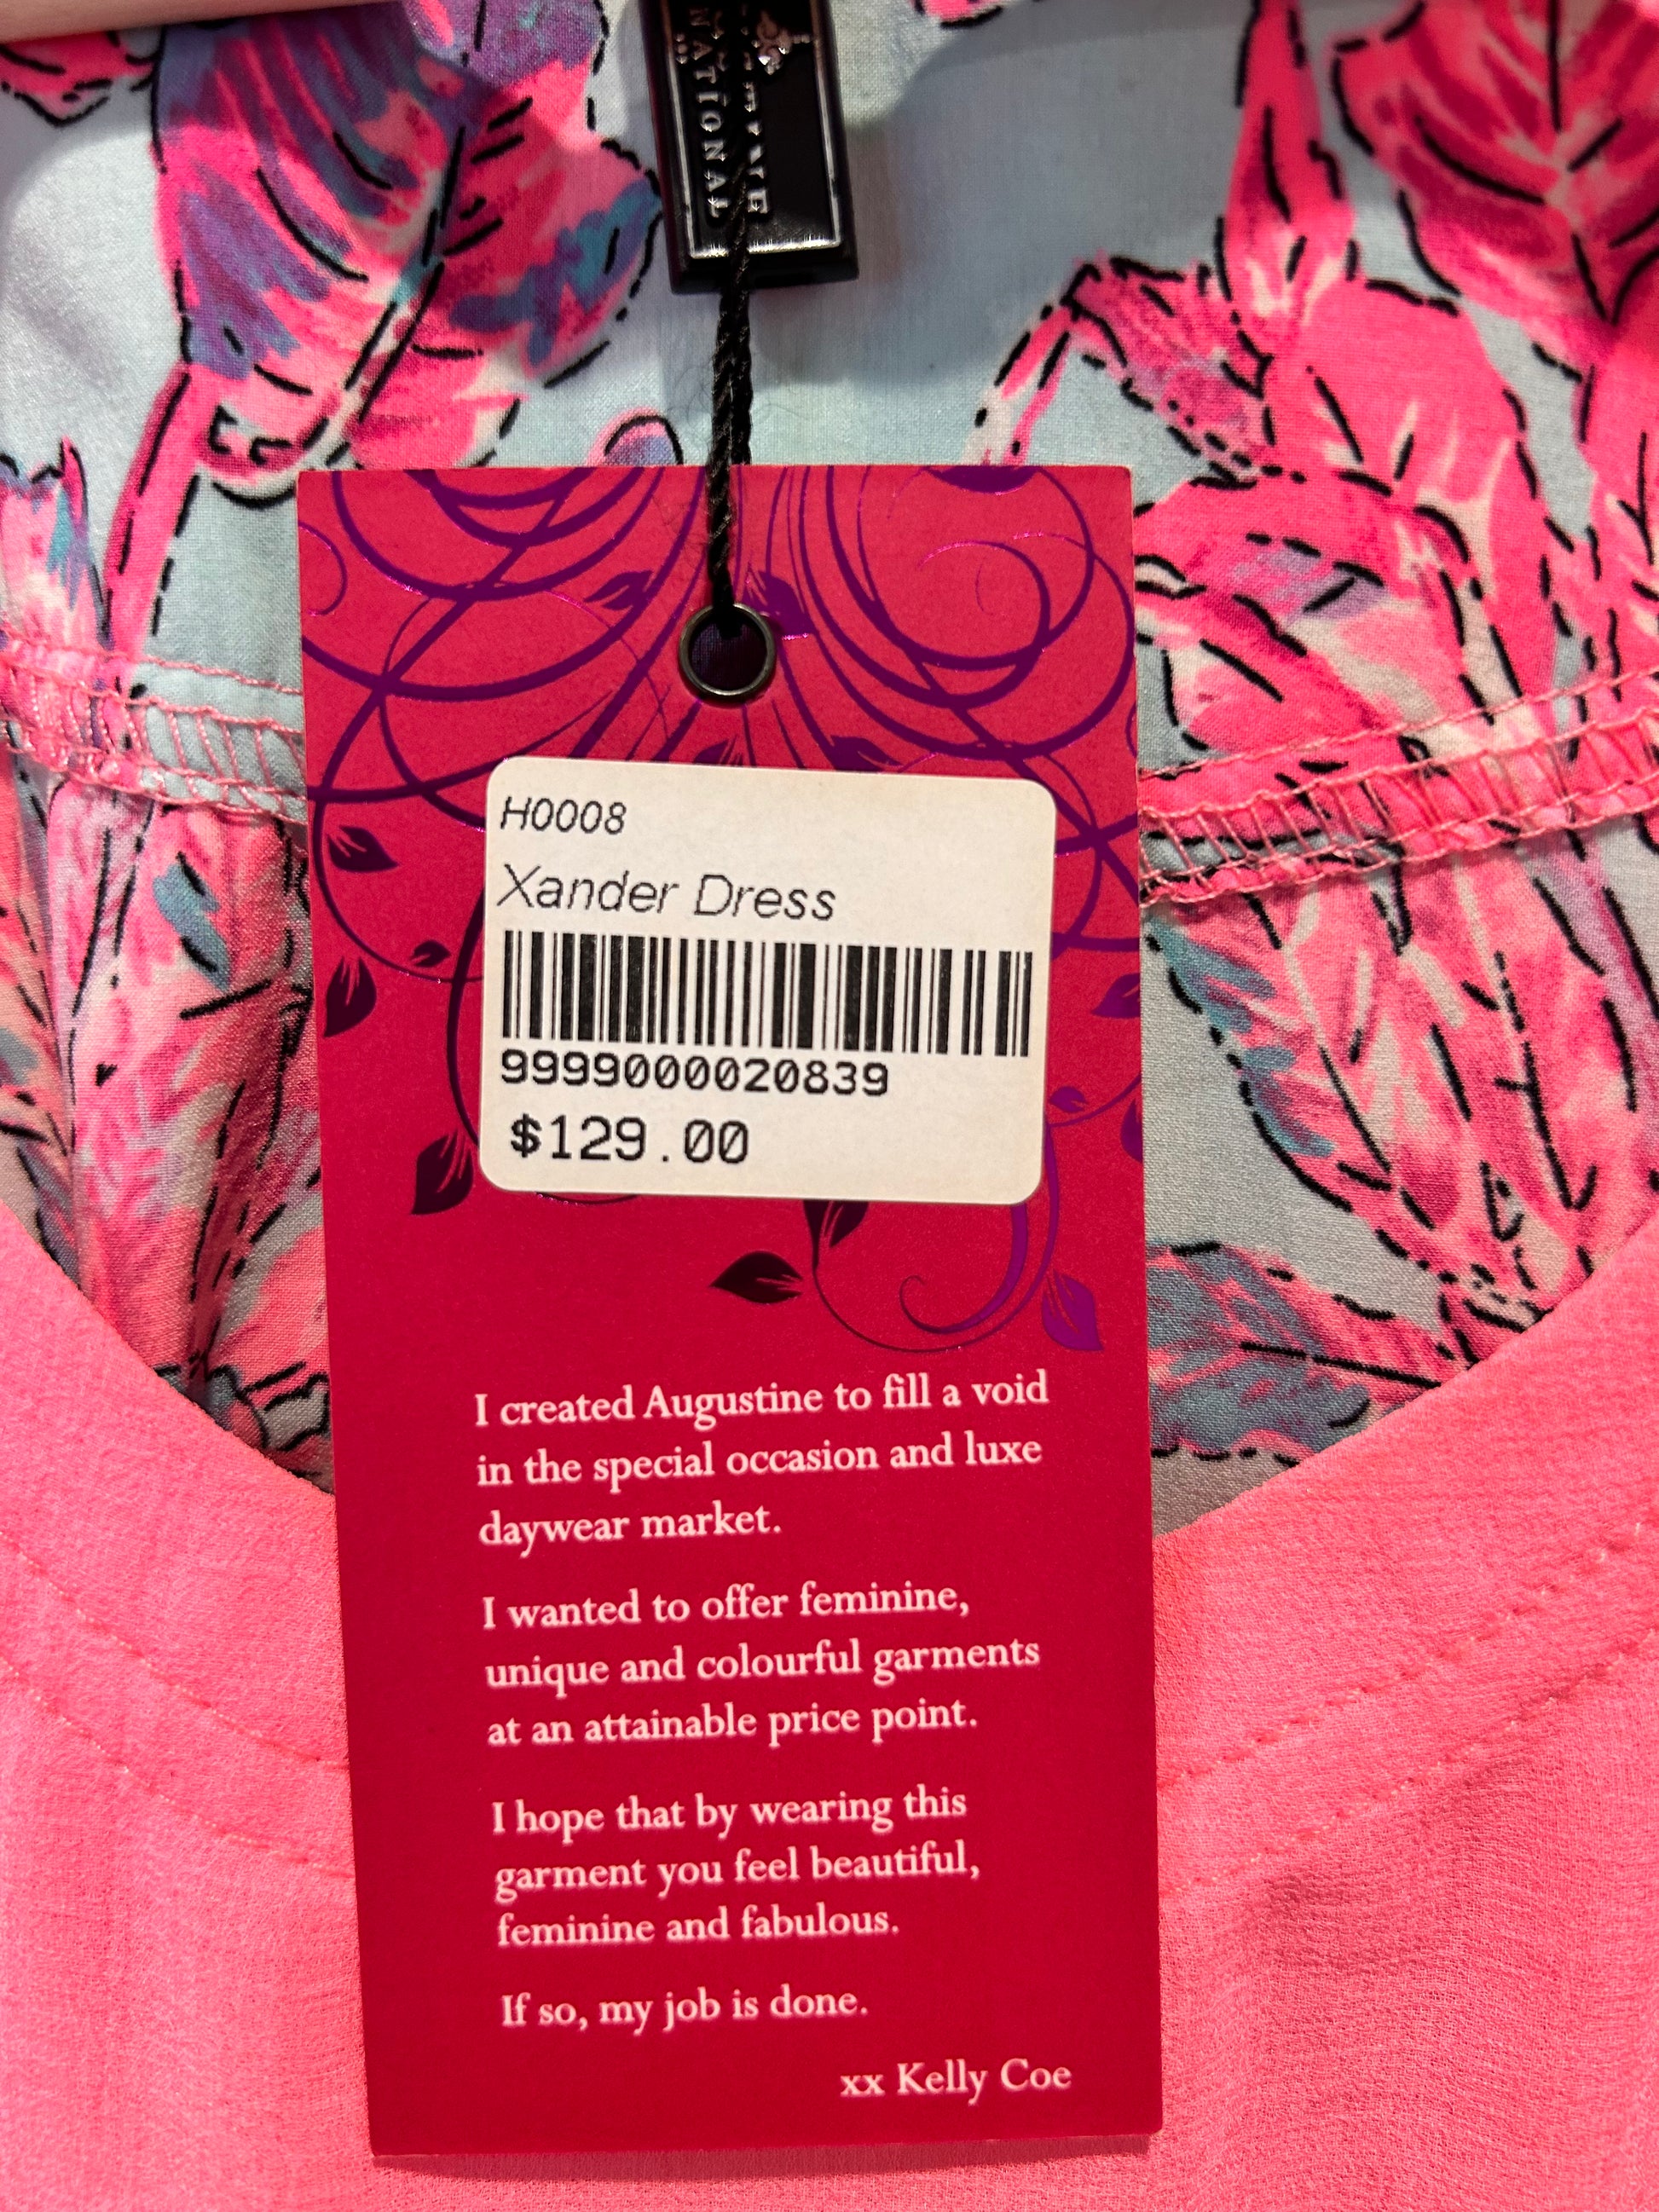 NATIONAL
H0008
Xander Dress
9999000020839
$129.00
I created Augustine to fill a void
in the special occasion and luxe
daywear market.
I wanted to offer feminine,
unique and colourful garments
at an attainable price point.
I hope that by wearing this
garment you feel beautiful,
feminine and fabulous.
If so, my job is done.
xx Kelly Coe